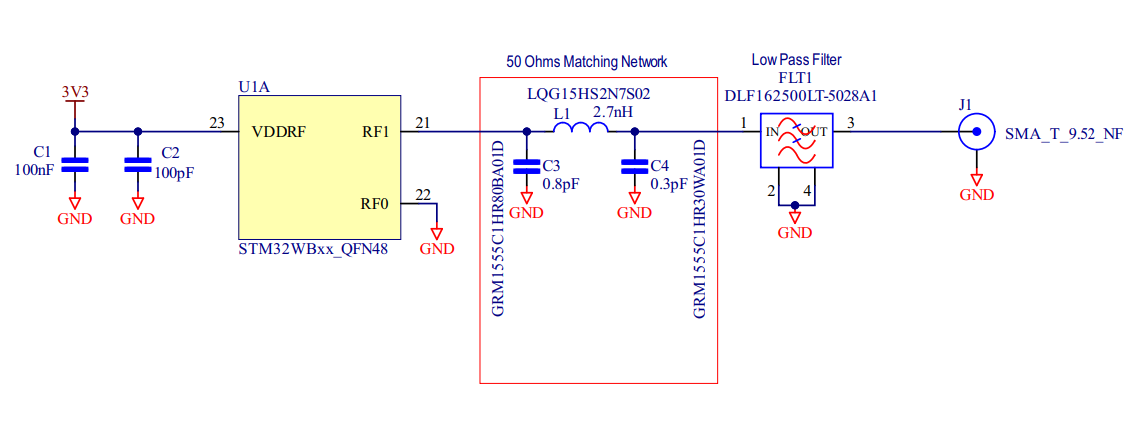 50 Ohms Matching Network
Low Pass Filter
FLT1
DLF162500LT-5028A1
3V3
U1A
LQG15HS2N7S02
L1
2.7nH
J1
23
VDDRF
RF1
21
1
IN
OUT
3
SMA_T_9.52_NF
C1
100nF
C2
100pF
GRM1555C1HR80BA01D
C3
0.8pF
C4
0.3pF
GRM1555C1HR30WA01D
2
4
RF0
22
GND
GND
GND
GND
GND
GND
GND
STM32WBxx_QFN48